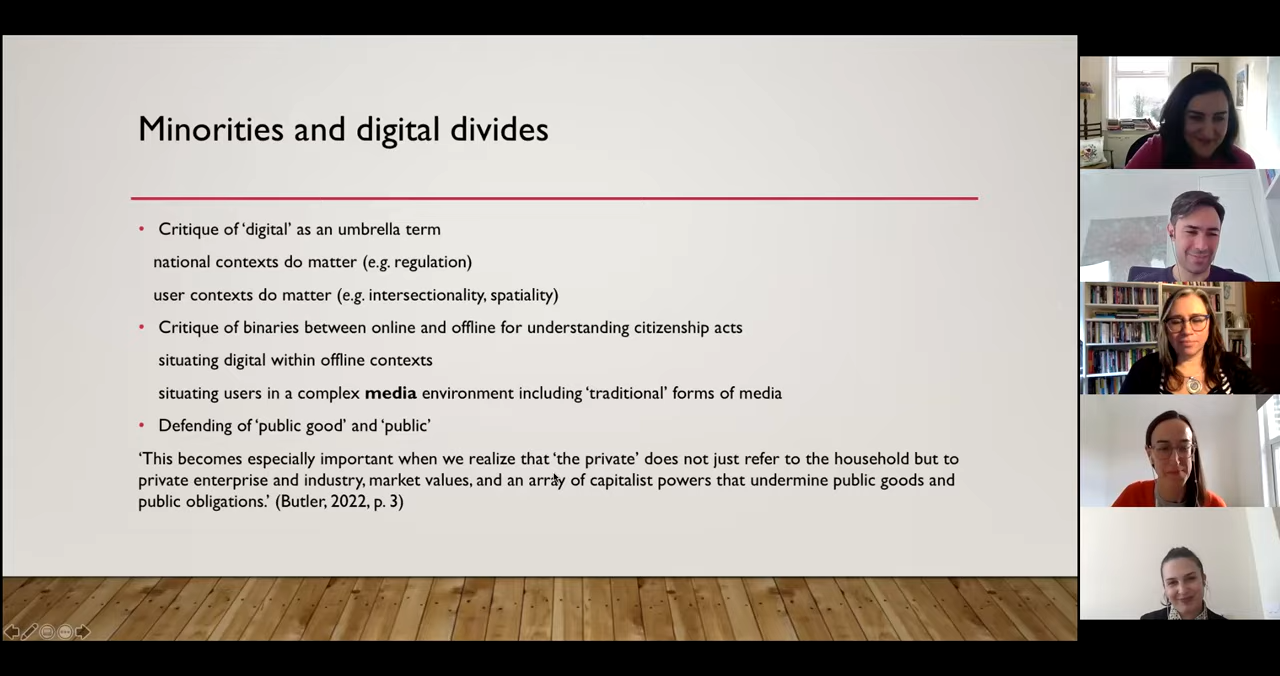 Minorities and digital divides
• Critique of ‘digital’ as an umbrella term
national contexts do matter (e.g. regulation)
user contexts do matter (e.g. intersectionality, spatiality)
• Critique of binaries between online and offline for understanding citizenship acts
situating digital within offline contexts
situating users in a complex media environment including ‘traditional’ forms of media
• Defending of ‘public good’ and ‘public’
‘This becomes especially important when we realize that ‘the private’ does not just refer to the household but to
private enterprise and industry, market values, and an array of capitalist powers that undermine public goods and
public obligations.’ (Butler, 2022, p. 3)